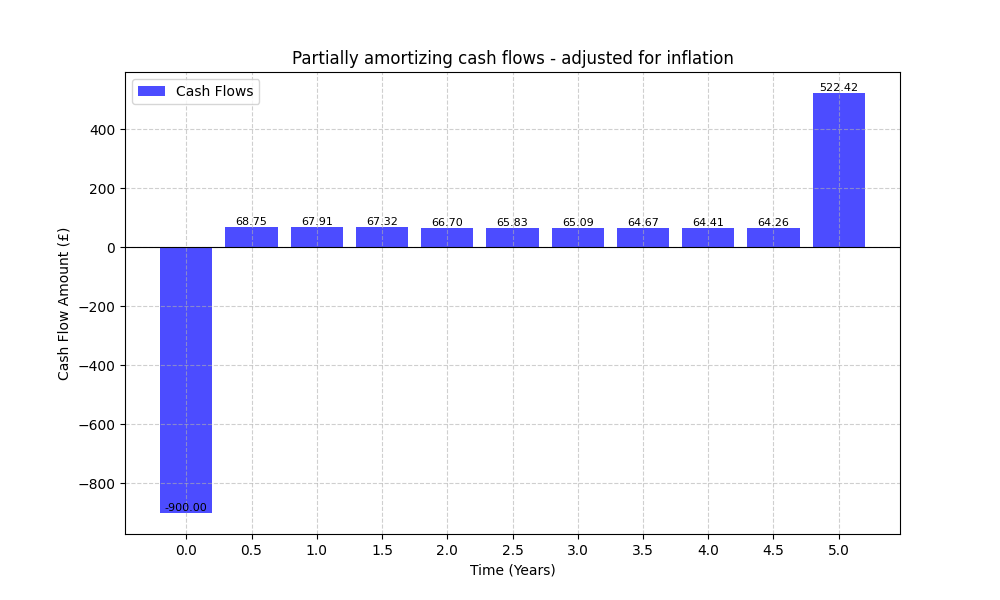 Partially amortizing cash flows - adjusted for inflation
Cash Flows
522.42
68.75 67.91 67.32 66.70 65.83 65.09 64.67 64.41 64.26
-900.00
400
200
0
−200
−400
−600
−800
Cash Flow Amount (£)
0.0 0.5 1.0 1.5 2.0 2.5 3.0 3.5 4.0 4.5 5.0
Time (Years)